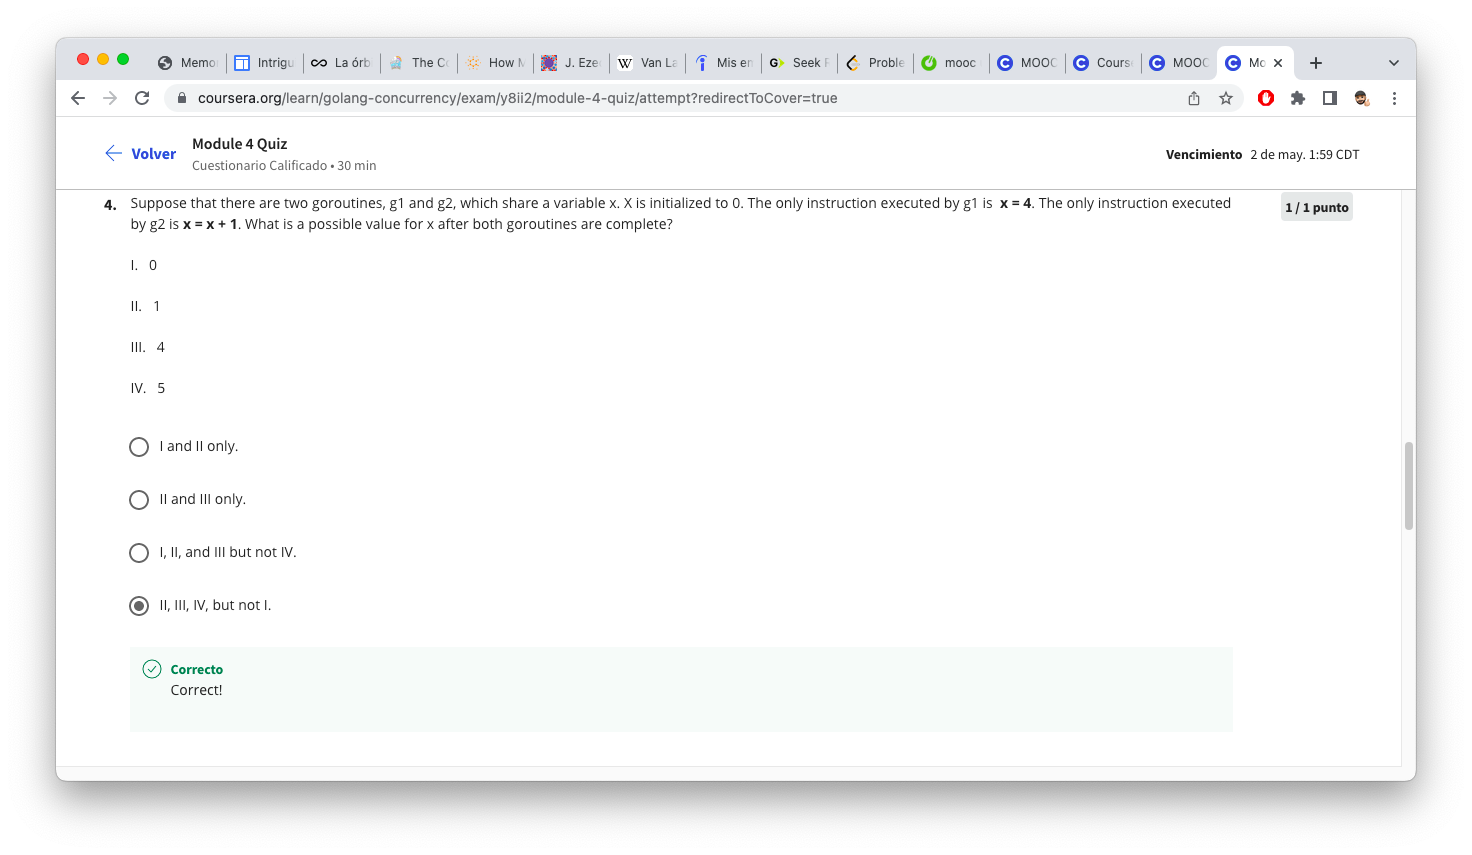 Memo Intrigu La órb The Co How M J. Ezec W Van La Mis en G Seek Proble mooc MOOC Cours MOOC Mo
coursera.org/learn/golang-concurrency/exam/y8ii2/module-4-quiz/attempt?redirectToCover=true
Volver
Module 4 Quiz
Cuestionario Calificado • 30 min
Vencimiento 2 de may. 1:59 CDT
4. Suppose that there are two goroutines, g1 and g2, which share a variable x. X is initialized to 0. The only instruction executed by g1 is x = 4. The only instruction executed
by g2 is x = x + 1. What is a possible value for x after both goroutines are complete?
1 / 1 punto
I. 0
II. 1
III. 4
IV. 5
I and II only.
II and III only.
I, II, and III but not IV.
II, III, IV, but not I.
Correcto
Correct!